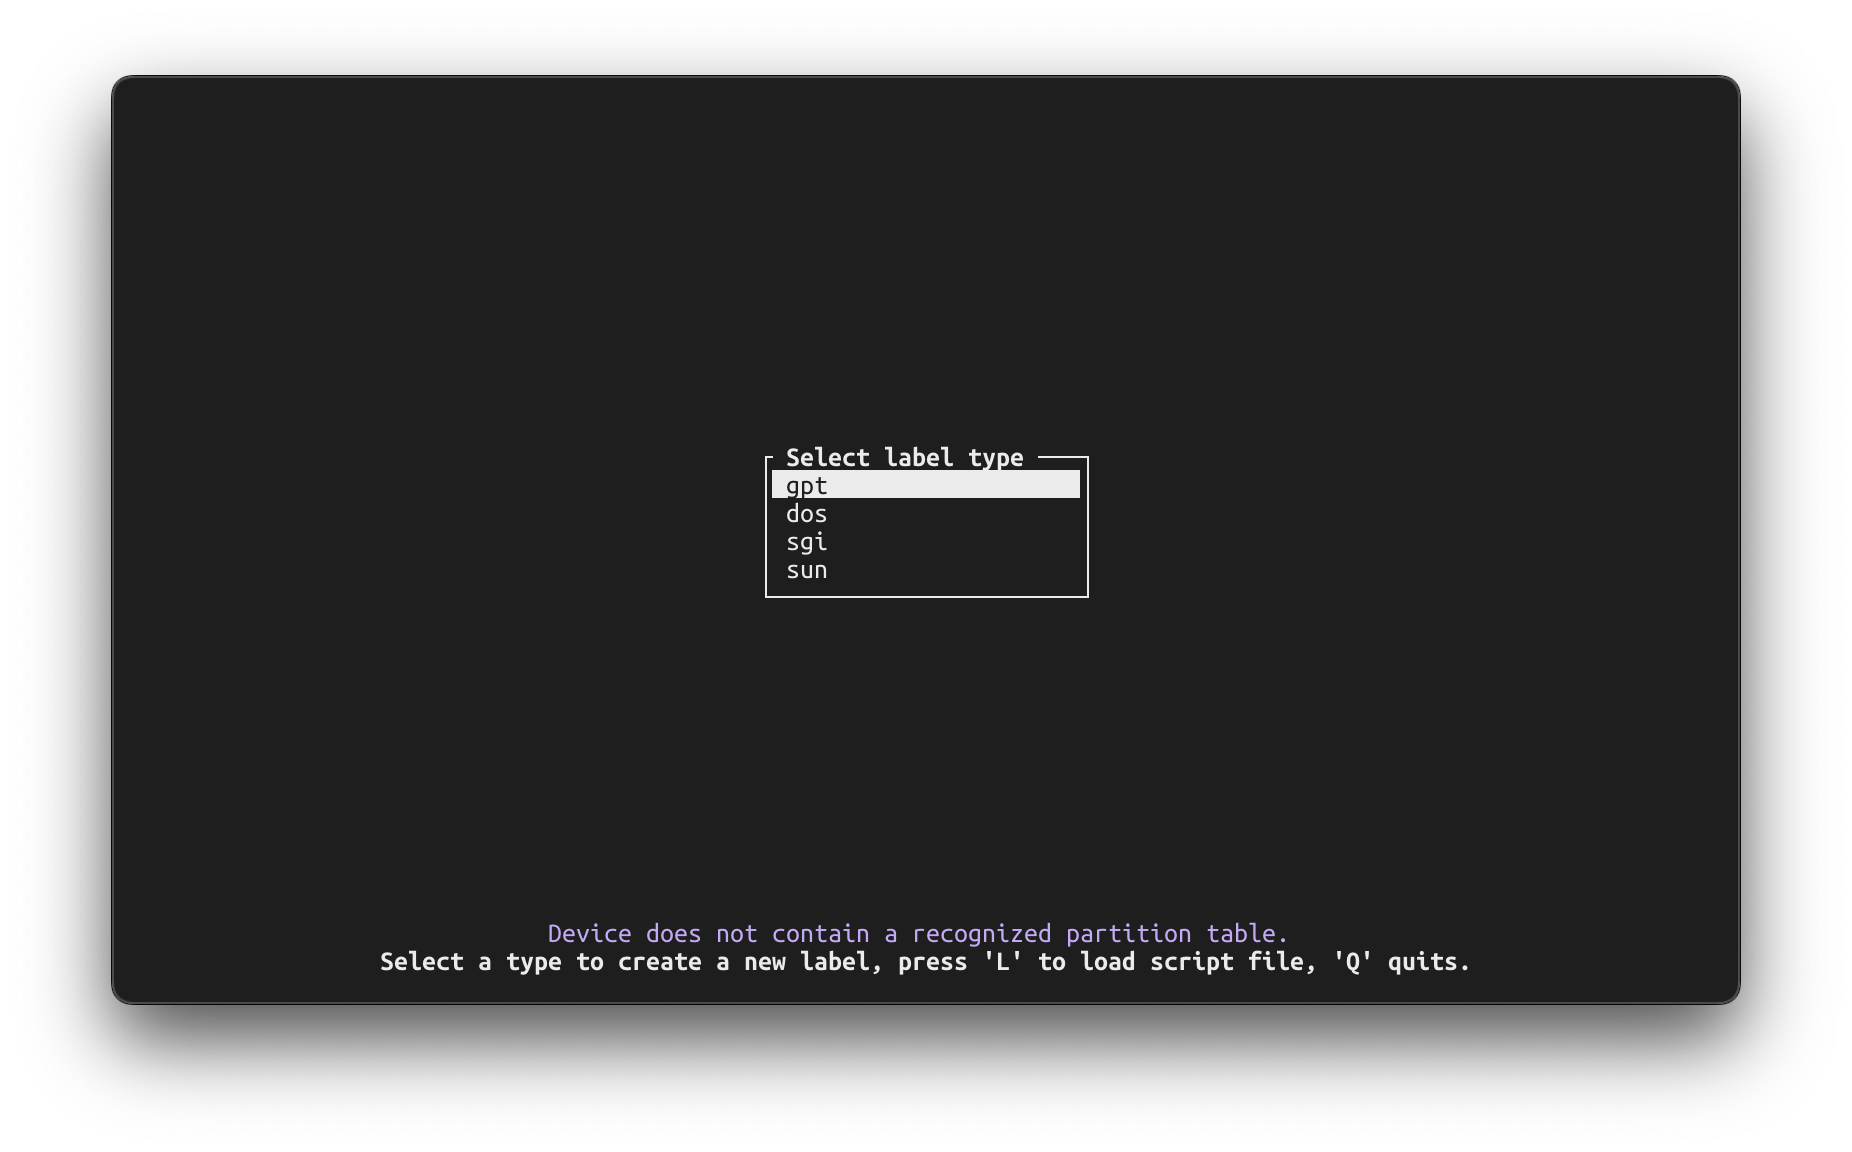 Select label type
gpt
dos
sgi
sun
Device does not contain a recognized partition table.
Select a type to create a new label, press 'L' to load script file, 'Q' quits.